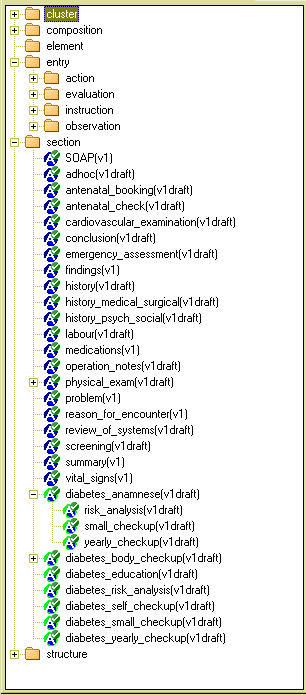 cluster
composition
element
entry
action
evaluation
instruction
observation
section
SOAP(v1)
adhoc(v1draft)
antenatal_booking(v1draft)
antenatal_check(v1draft)
cardiovascular_examination(v1draft)
conclusion(v1draft)
emergency_assessment(v1draft)
findings(v1)
history(v1draft)
history_medical_surgical(v1draft)
history_psych_social(v1draft)
labour(v1draft)
medications(v1)
operation_notes(v1draft)
physical_exam(v1draft)
problem(v1)
reason_for_encounter(v1)
review_of_systems(v1draft)
screening(v1draft)
summary(v1)
vital_signs(v1)
diabetes_anamnese(v1draft)
risk_analysis(v1draft)
small_checkup(v1draft)
yearly_checkup(v1draft)
diabetes_body_checkup(v1draft)
diabetes_education(v1draft)
diabetes_risk_analysis(v1draft)
diabetes_self_checkup(v1draft)
diabetes_small_checkup(v1draft)
diabetes_yearly_checkup(v1draft)
structure